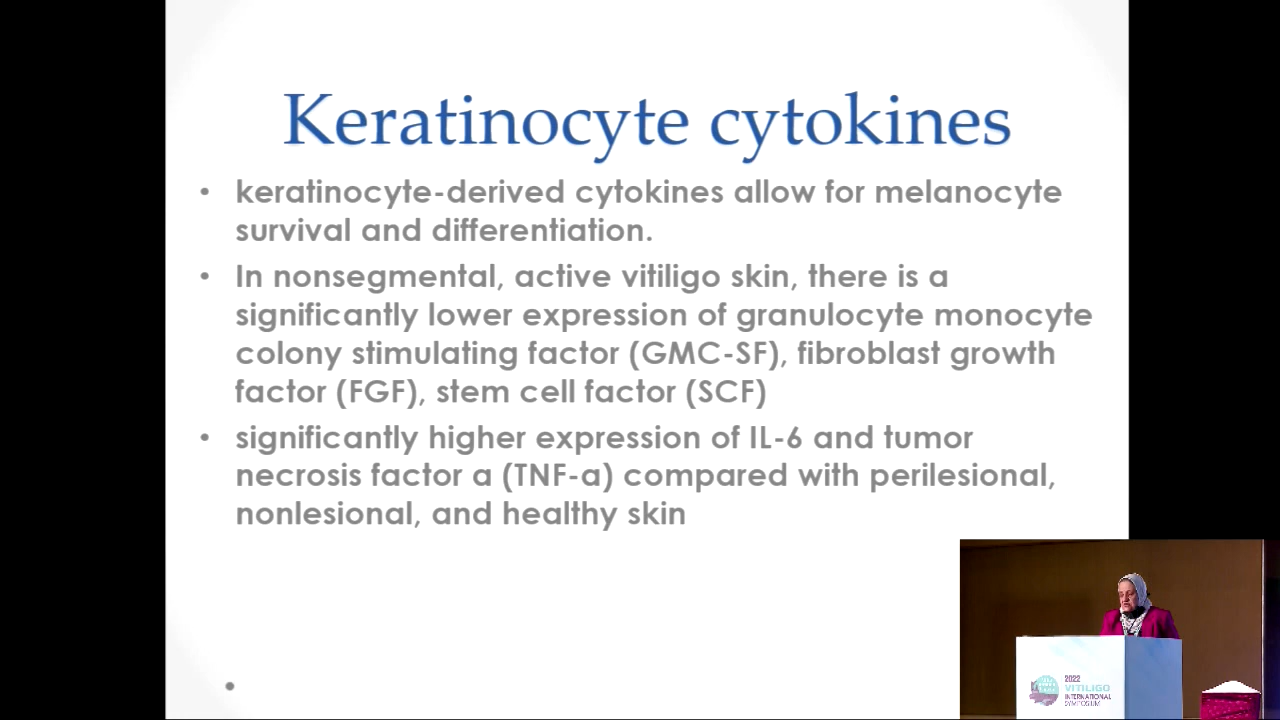 Keratinocyte cytokines
• keratinocyte-derived cytokines allow for melanocyte
survival and differentiation.
• In nonsegmental, active vitiligo skin, there is a
significantly lower expression of granulocyte monocyte
colony stimulating factor (GMC-SF), fibroblast growth
factor (FGF), stem cell factor (SCF)
• significantly higher expression of IL-6 and tumor
necrosis factor a (TNF-a) compared with perilesional,
nonlesional, and healthy skin
•
2022
VITILIGO
INTERNATIONAL
SYMPOSIUM